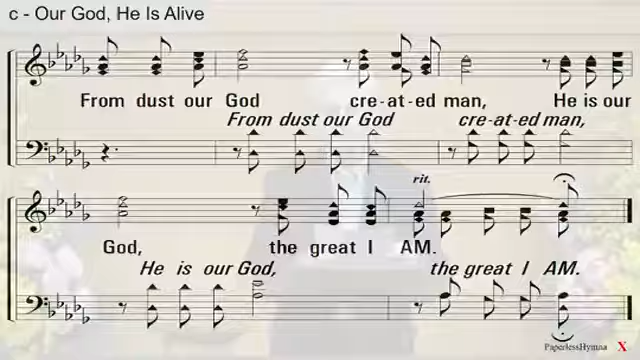 c - Our God, He Is Alive
From dust our God cre-at-ed man, He is our
From dust our God cre-at-ed man,
rit.
God, the great I AM.
He is our God, the great I AM.
PaperlessHymnal X